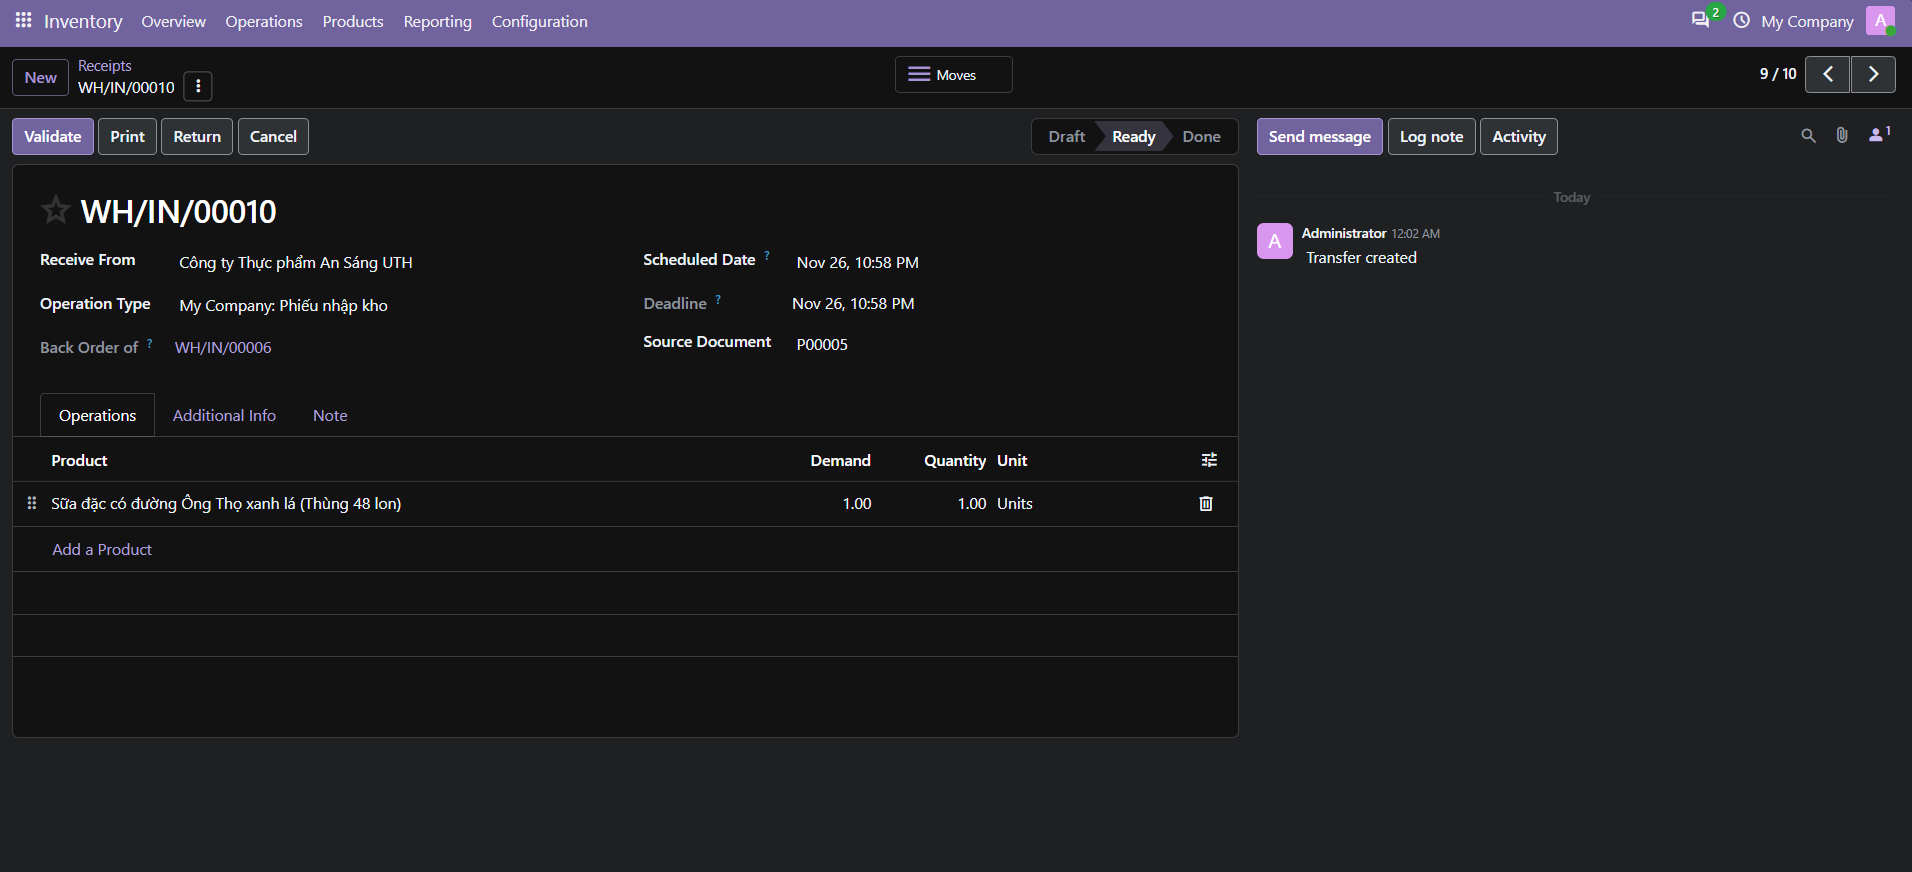 Inventory Overview Operations Products Reporting Configuration 2 My Company A
New Receipts
WH/IN/00010
Moves
9 / 10
Validate Print Return Cancel Draft Ready Done
Send message Log note Activity 1
WH/IN/00010
Receive From Công ty Thực phẩm An Sáng UTH
Scheduled Date ? Nov 26, 10:58 PM
Operation Type My Company: Phiếu nhập kho
Deadline ? Nov 26, 10:58 PM
Back Order of ? WH/IN/00006
Source Document P00005
Operations Additional Info Note
Product Demand Quantity Unit
Sữa đặc có đường Ông Thọ xanh lá (Thùng 48 lon) 1.00 1.00 Units
Add a Product
Today
A Administrator 12:02 AM
Transfer created